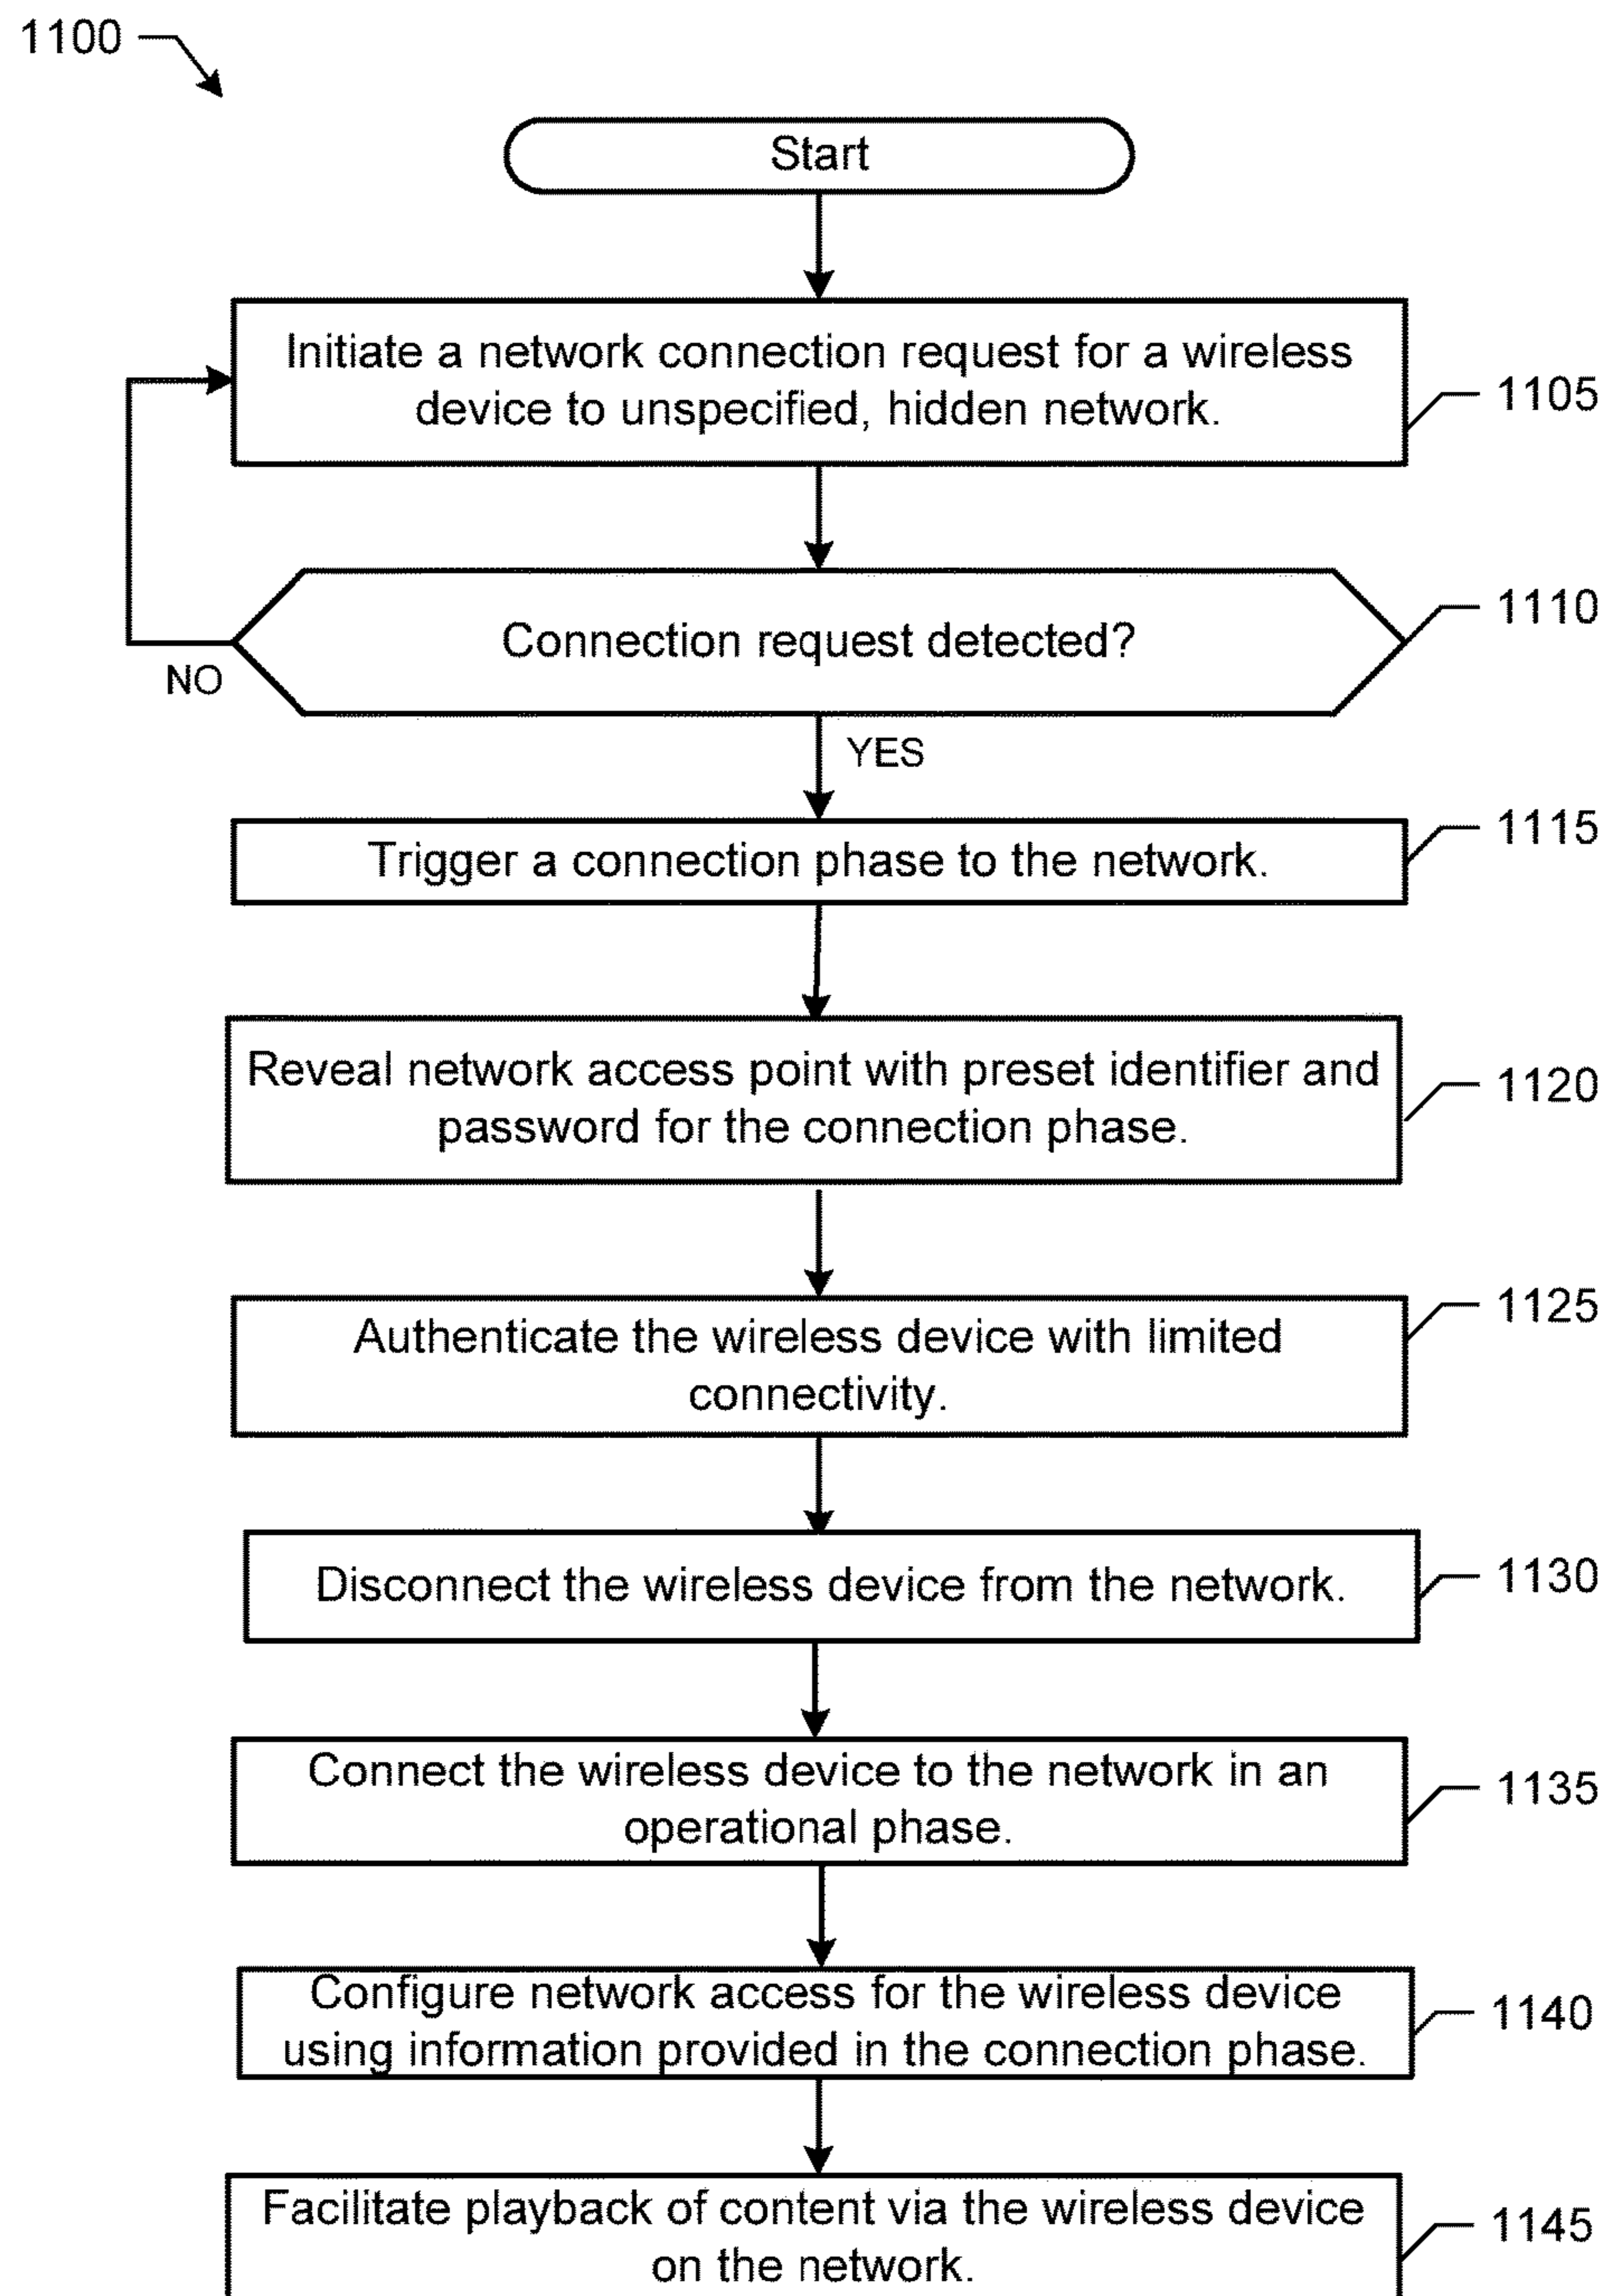 1100
Start
Initiate a network connection request for a wireless
device to unspecified, hidden network.
1105
Connection request detected?
1110
NO
YES
Trigger a connection phase to the network.
1115
Reveal network access point with preset identifier and
password for the connection phase.
1120
Authenticate the wireless device with limited
connectivity.
1125
Disconnect the wireless device from the network.
1130
Connect the wireless device to the network in an
operational phase.
1135
Configure network access for the wireless device
using information provided in the connection phase.
1140
Facilitate playback of content via the wireless device
on the network.
1145